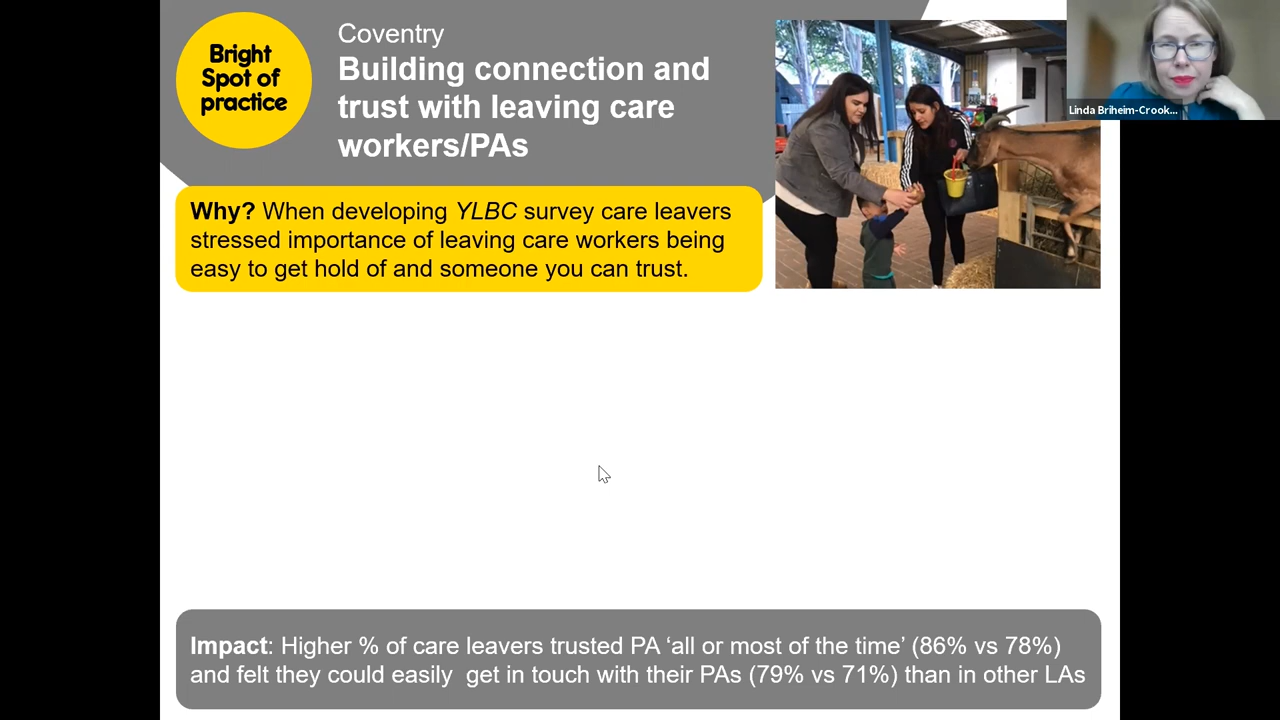 Bright
Spot of
practice
Coventry
Building connection and
trust with leaving care
workers/PAs
Linda Briheim-Crook...
Why? When developing YLBC survey care leavers
stressed importance of leaving care workers being
easy to get hold of and someone you can trust.
Impact: Higher % of care leavers trusted PA ‘all or most of the time’ (86% vs 78%)
and felt they could easily  get in touch with their PAs (79% vs 71%) than in other LAs